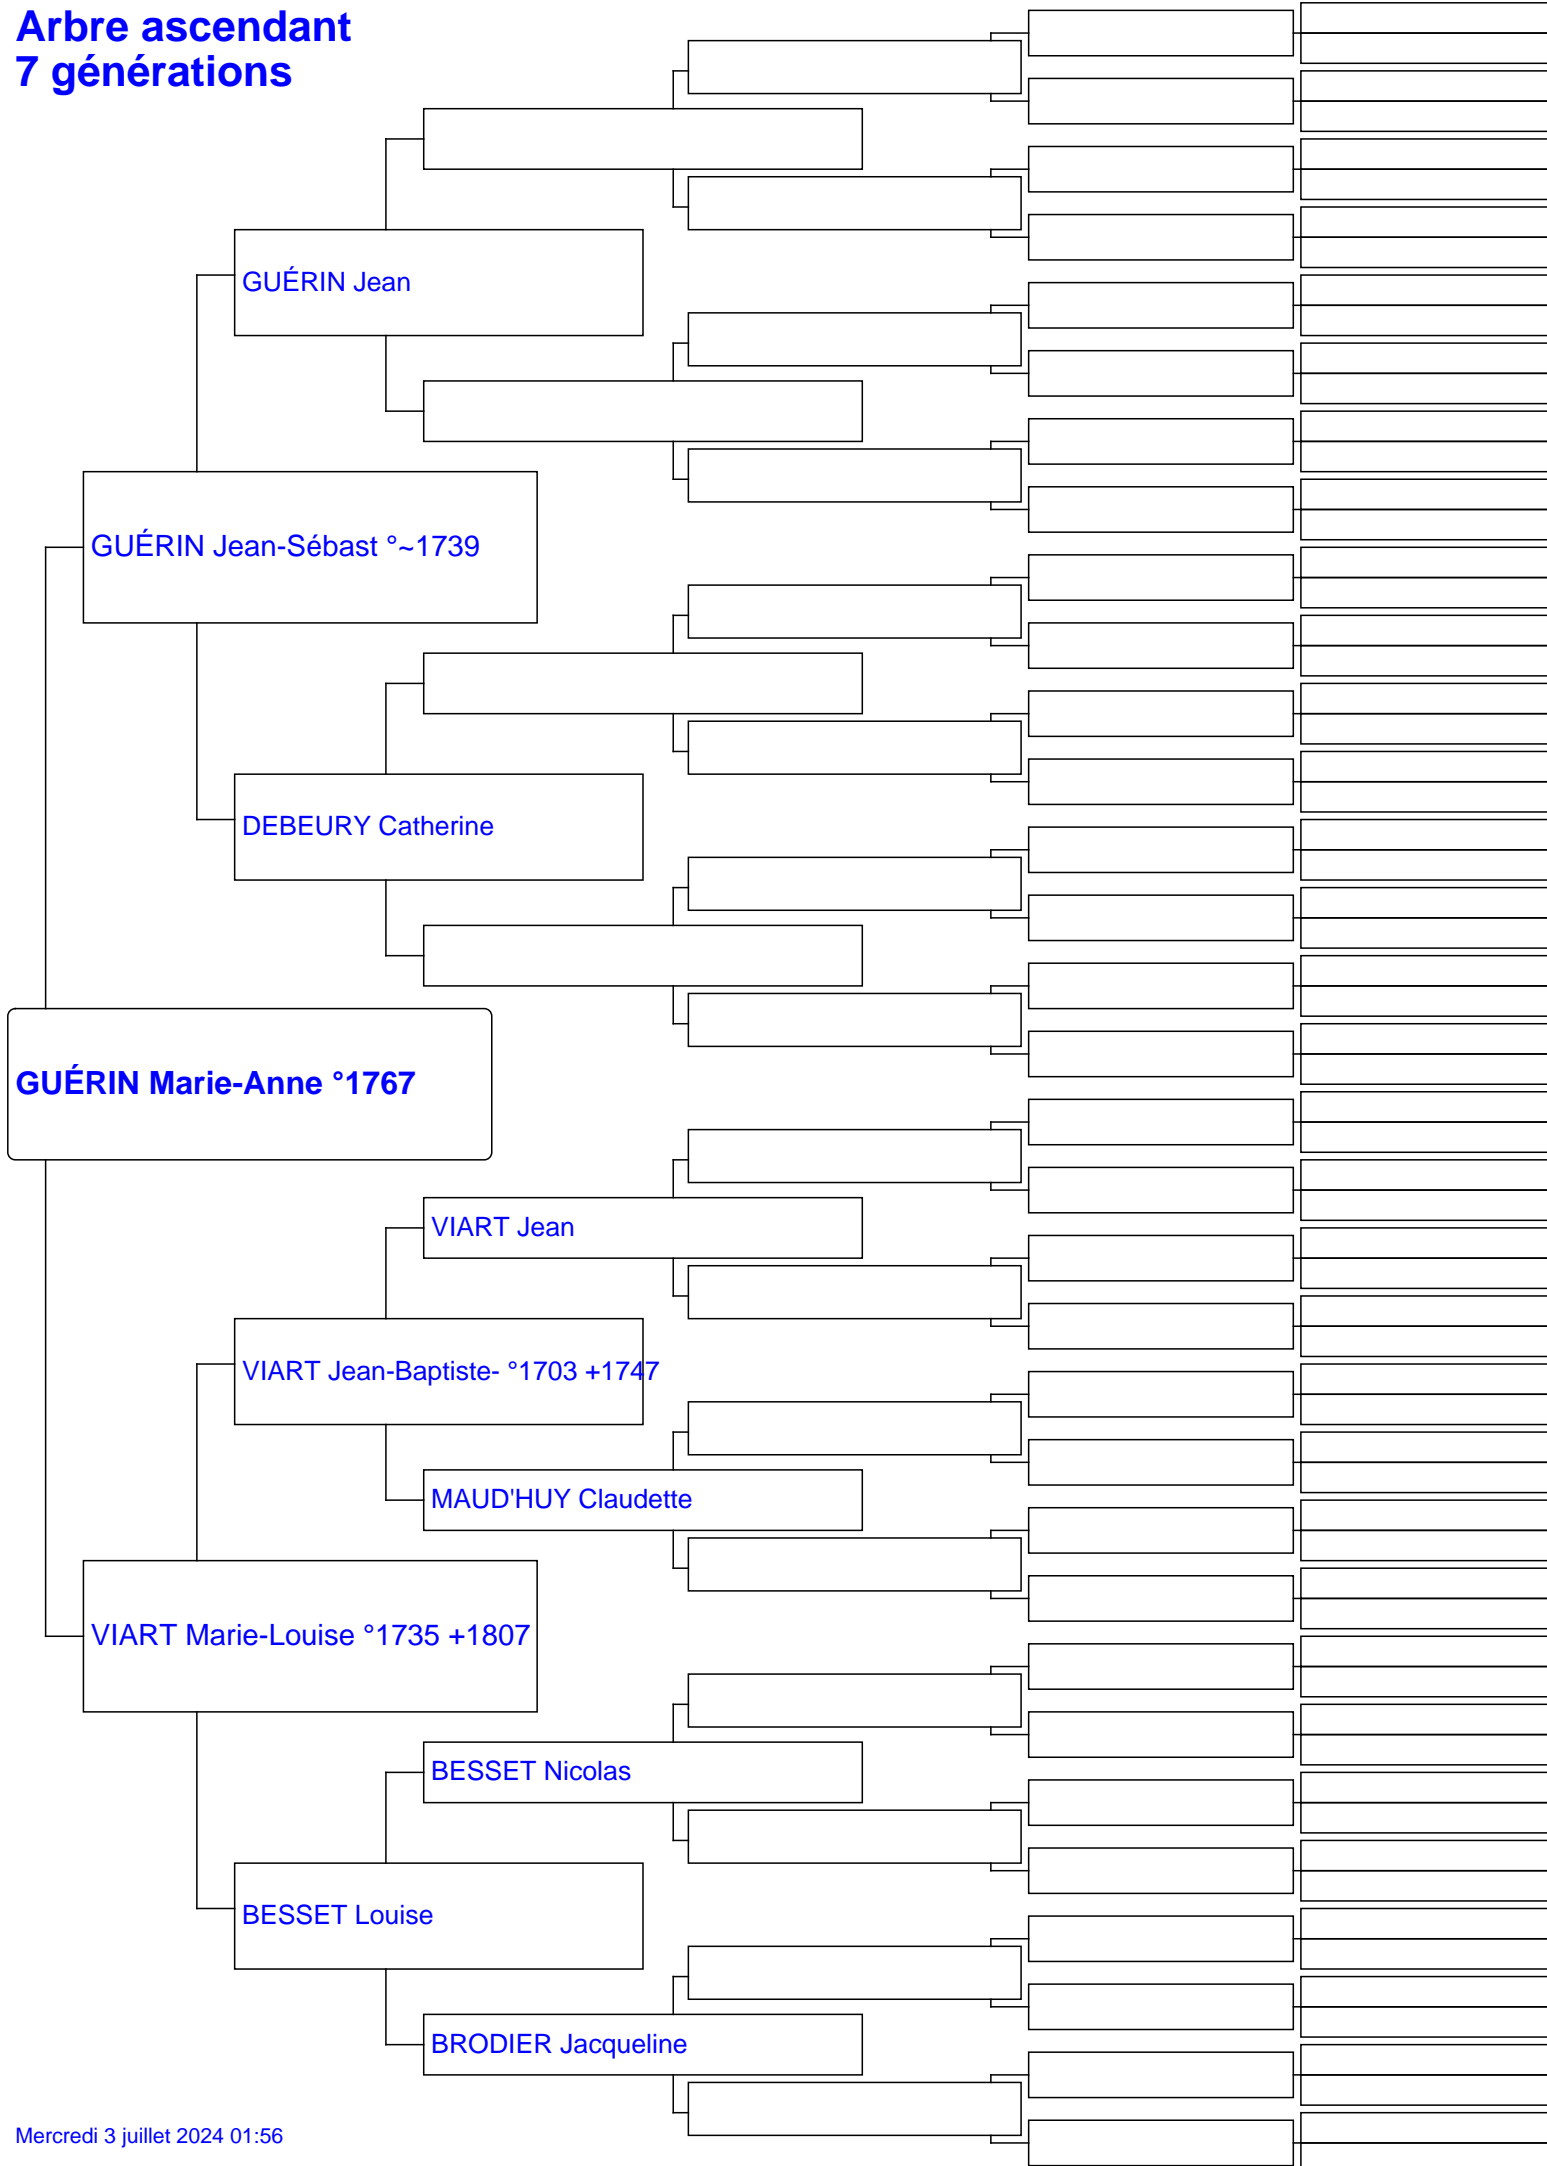 Arbre ascendant
7 générations
GUÉRIN Jean
GUÉRIN Jean-Sébast °~1739
DEBEURY Catherine
GUÉRIN Marie-Anne °1767
VIART Jean
VIART Jean-Baptiste- °1703 +1747
MAUD'HUY Claudette
VIART Marie-Louise °1735 +1807
BESSET Nicolas
BESSET Louise
BRODIER Jacqueline
Mercredi 3 juillet 2024 01:56